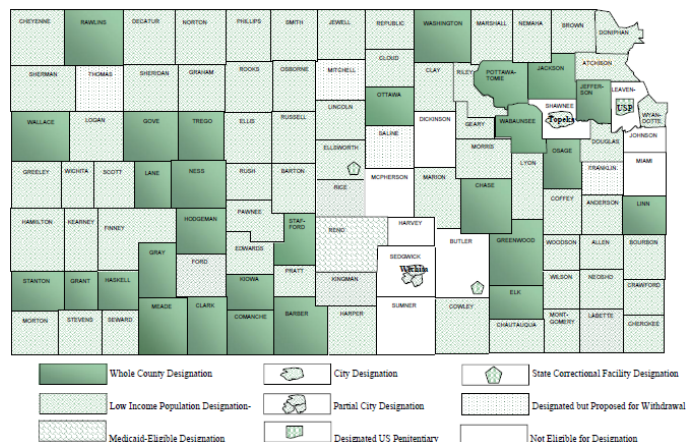 CHEYENNE RAWLINS DECATUR NORTON PHILLIPS SMITH JEWELL REPUBLIC WASHINGTON MARSHALL NEMAHA BROWN DONIPHAN
SHERMAN THOMAS SHERIDAN GRAHAM ROOKS OSBORNE MITCHELL CLOUD CLAY RILEY POTTAWA-
TOMIE JACKSON ATCHISON
JEFFER-
SON LEAVEN-
WYAN-
DOTTE
USP
LINCOLN OTTAWA
WALLACE LOGAN GOVE TREGO ELLIS RUSSELL DICKINSON GEARY WABAUNSEE SHAWNEE
Topeka
DOUGLAS JOHNSON
ELLSWORTH SALINE MORRIS OSAGE FRANKLIN MIAMI
GREELEY WICHITA SCOTT LANE NESS RUSH BARTON RICE MCPHERSON MARION CHASE LYON
COFFEY ANDERSON LINN
HAMILTON KEARNEY FINNEY HODGEMAN PAWNEE STAF-
FORD RENO HARVEY BUTLER GREENWOOD WOODSON ALLEN BOURBON
GRAY FORD EDWARDS PRATT SEDGWICK
Wichita
STANTON GRANT HASKELL KIOWA KINGMAN ELK WILSON NEOSHO CRAWFORD
MORTON STEVENS SEWARD MEADE CLARK COMANCHE BARBER HARPER SUMNER COWLEY CHAUTAUQUA MONT-
GOMERY LABETTE CHEROKEE
Whole County Designation
City Designation
State Correctional Facility Designation
Low Income Population Designation-
Partial City Designation
Designated but Proposed for Withdrawal
Medicaid-Eligible Designation
Designated US Penitentiary
Not Eligible for Designation